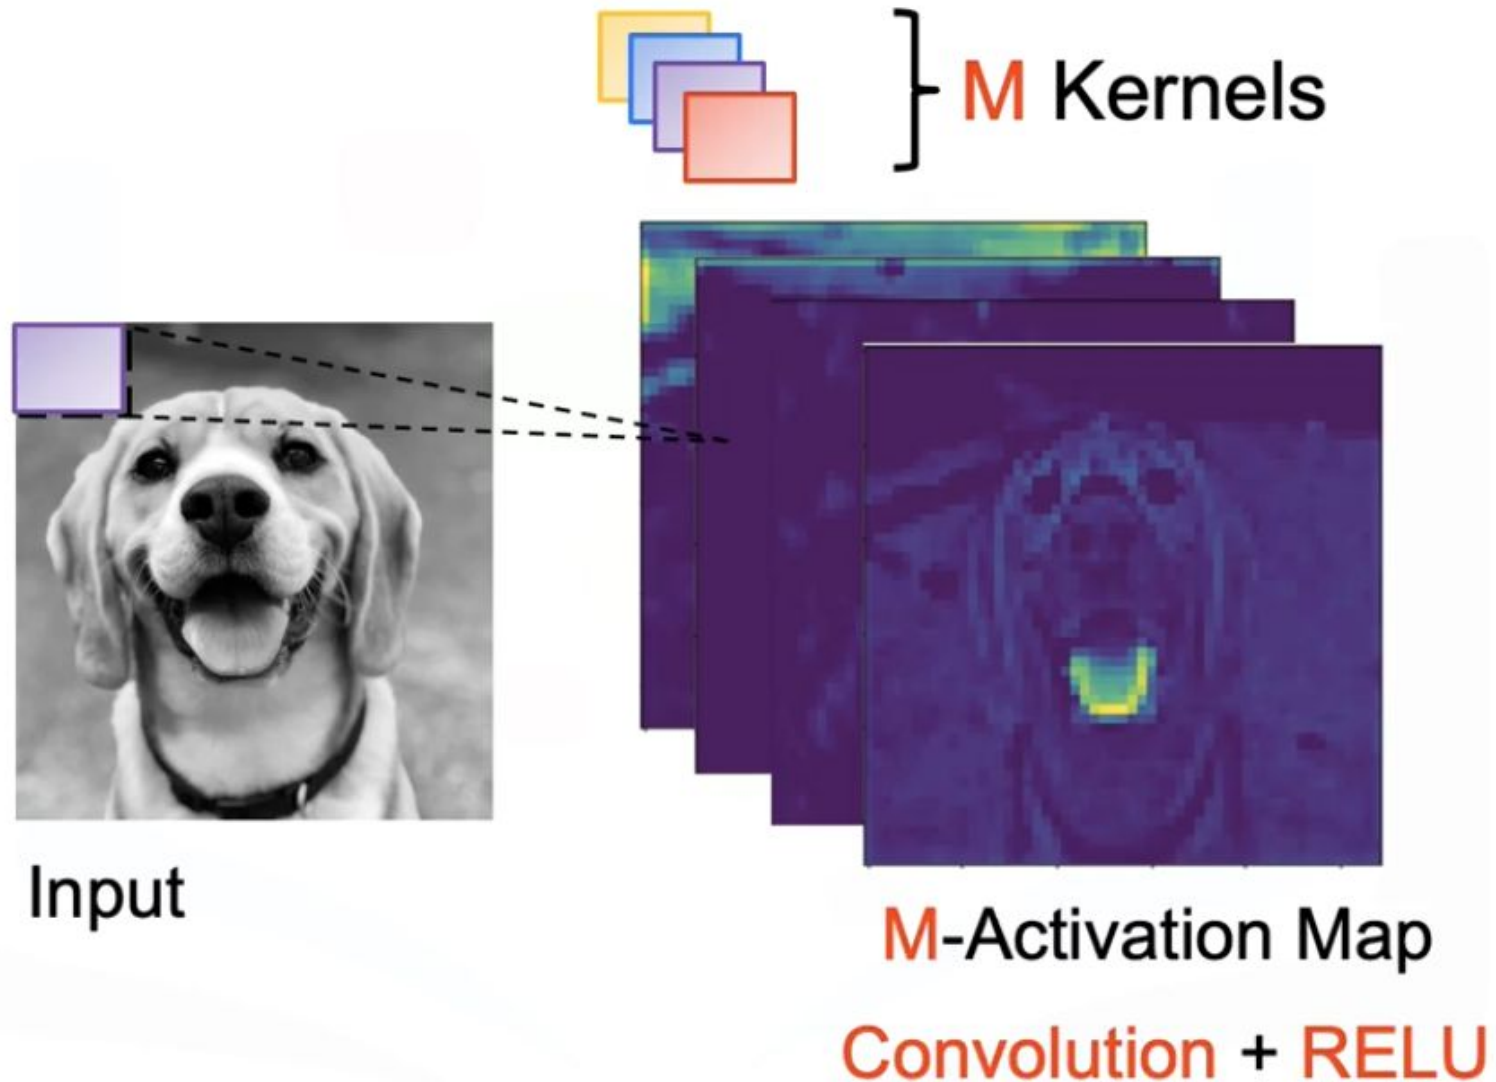 M Kernels
Input
M-Activation Map
Convolution + RELU